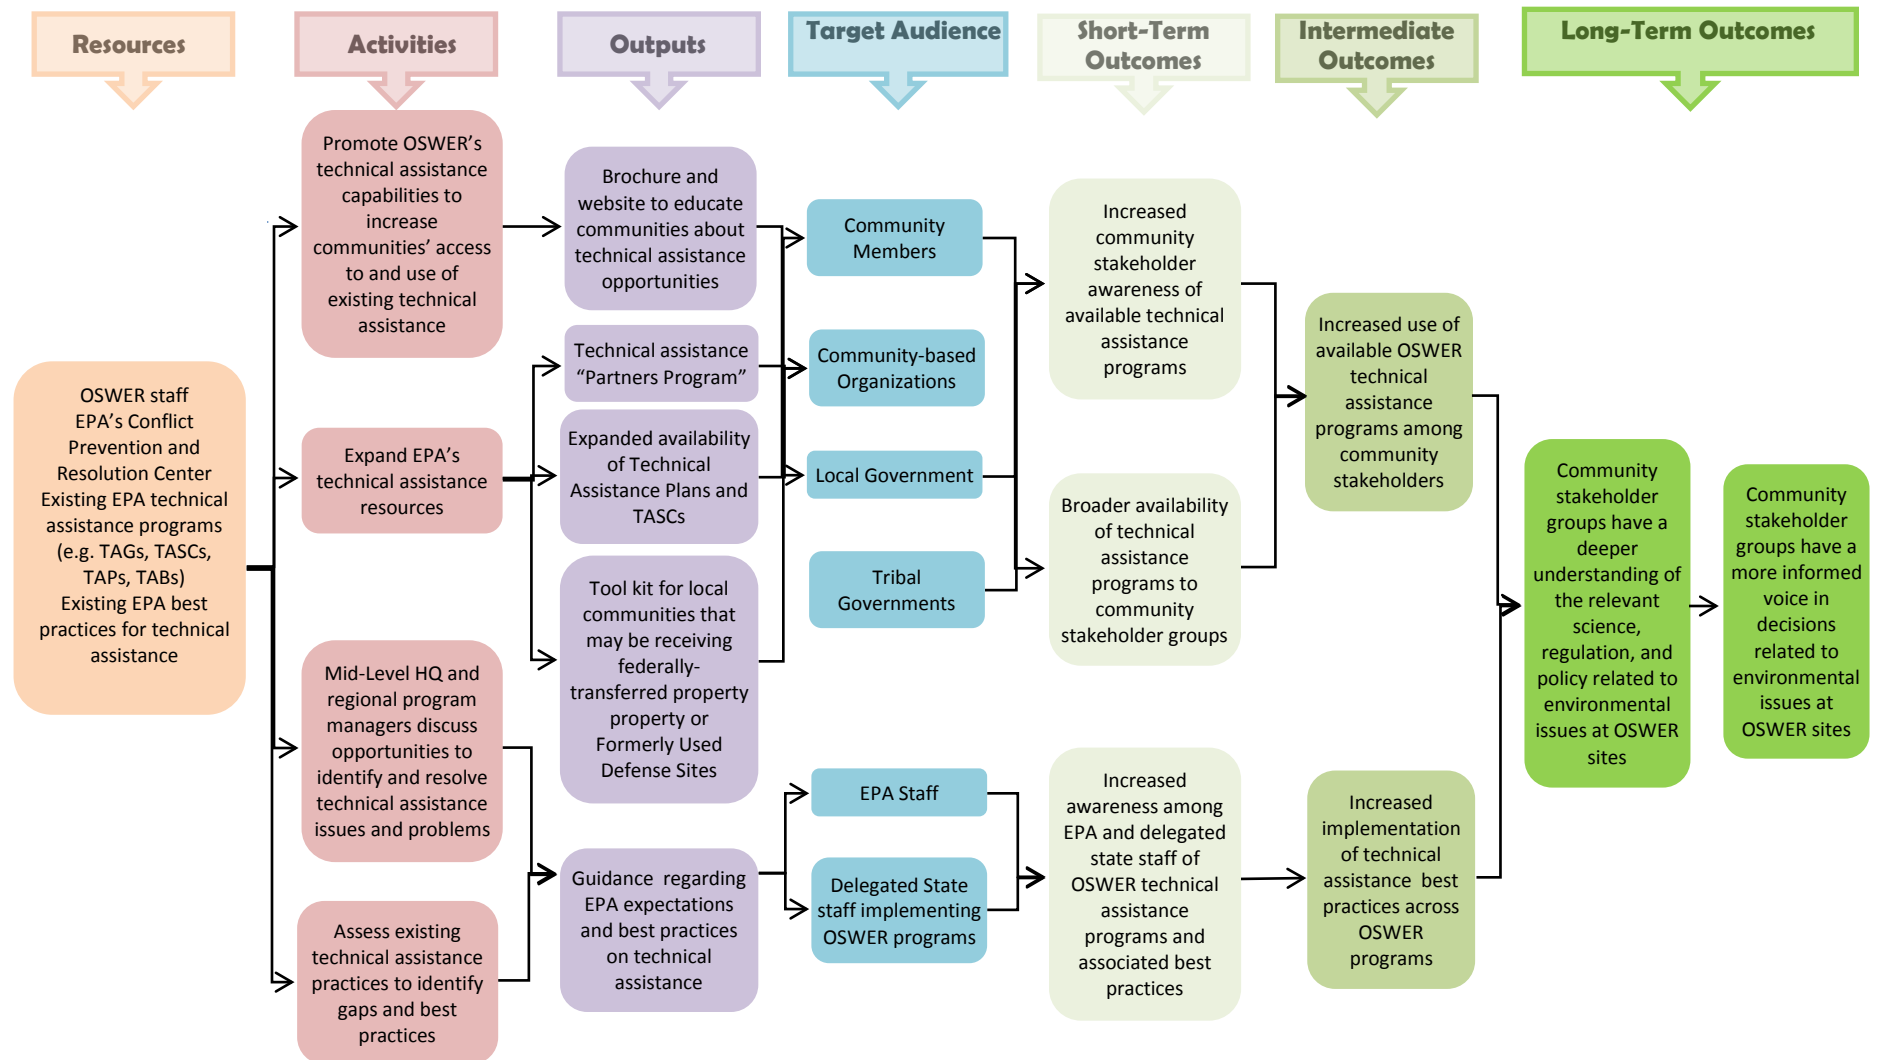 Resources
Activities
Outputs
Target Audience
Short-Term
Outcomes
Intermediate
Outcomes
Long-Term Outcomes
OSWER staff
EPA’s Conflict
Prevention and
Resolution Center
Existing EPA technical
assistance programs
(e.g. TAGs, TASCs,
TAPs, TABs)
Existing EPA best
practices for technical
assistance
Promote OSWER’s
technical assistance
capabilities to
increase
communities’ access
to and use of
existing technical
assistance
Expand EPA’s
technical assistance
resources
Mid-Level HQ and
regional program
managers discuss
opportunities to
identify and resolve
technical assistance
issues and problems
Assess existing
technical assistance
practices to identify
gaps and best
practices
Brochure and
website to educate
communities about
technical assistance
opportunities
Technical assistance
“Partners Program”
Expanded availability
of Technical
Assistance Plans and
TASCs
Tool kit for local
communities that
may be receiving
federally-
transferred property
property or
Formerly Used
Defense Sites
Guidance regarding
EPA expectations
and best practices
on technical
assistance
Community
Members
Community-based
Organizations
Local Government
Tribal
Governments
EPA Staff
Delegated State
staff implementing
OSWER programs
Increased
community
stakeholder
awareness of
available technical
assistance
programs
Broader availability
of technical
assistance
programs to
community
stakeholder groups
Increased
awareness among
EPA and delegated
state staff of
OSWER technical
assistance
programs and
associated best
practices
Increased use of
available OSWER
technical
assistance
programs among
community
stakeholders
Increased
implementation
of technical
assistance best
practices across
OSWER
programs
Community
stakeholder
groups have a
deeper
understanding of
the relevant
science,
regulation, and
policy related to
environmental
issues at OSWER
sites
Community
stakeholder
groups have a
more informed
voice in
decisions
related to
environmental
issues at
OSWER sites